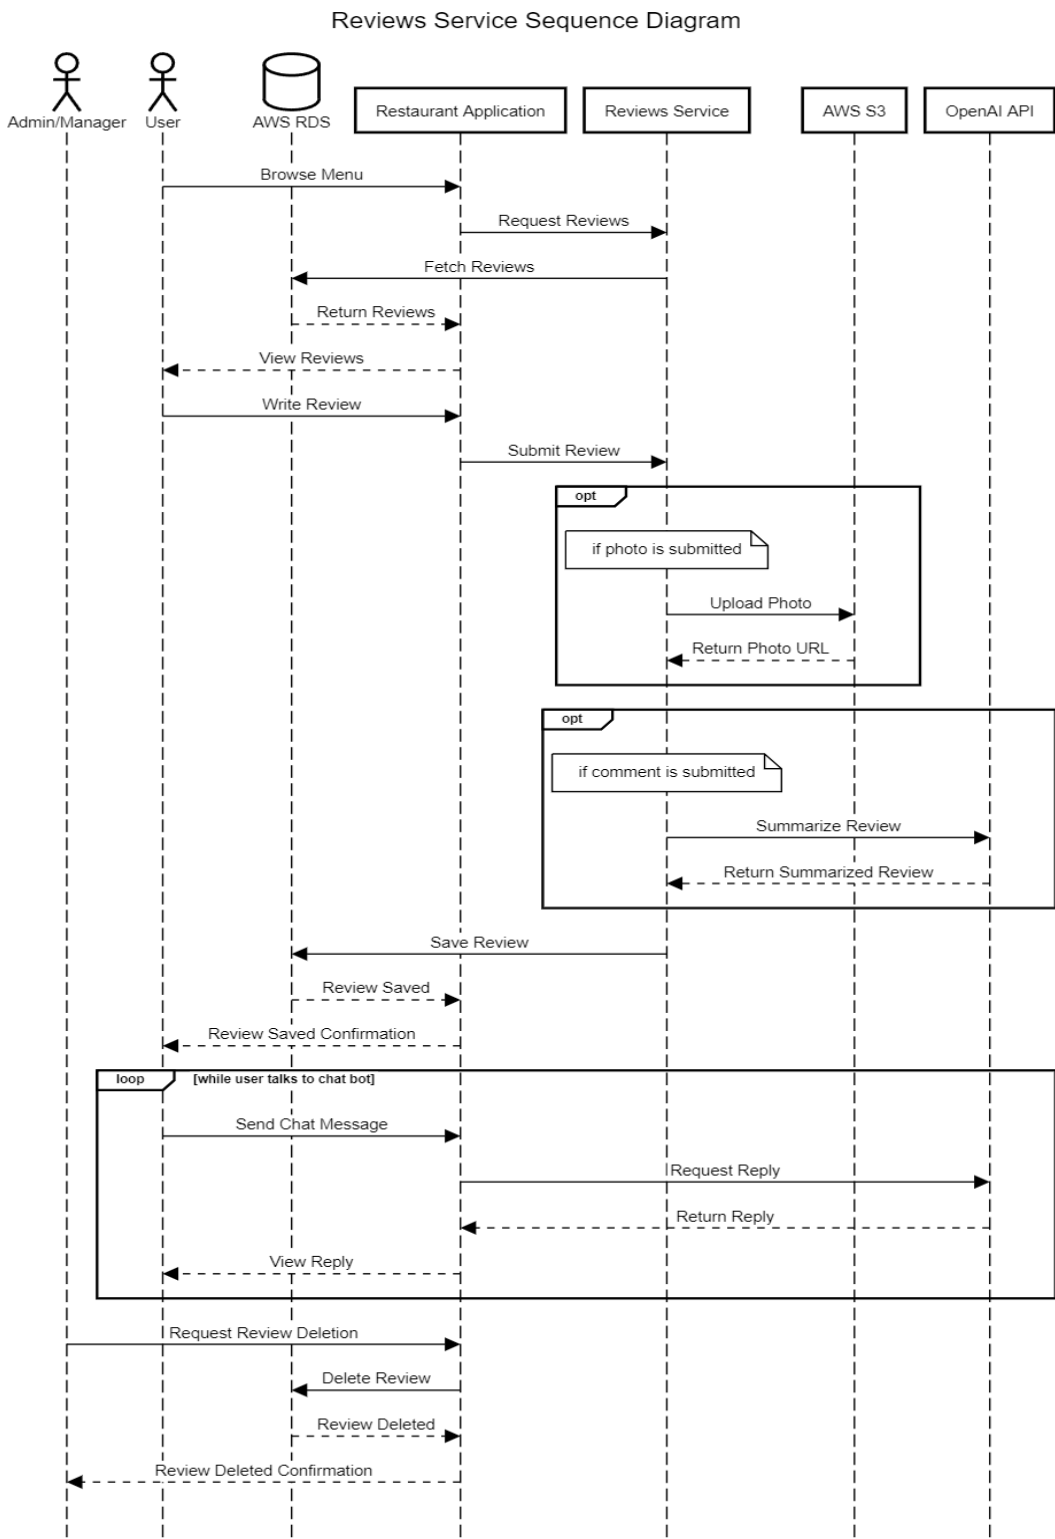 Reviews Service Sequence Diagram
Admin/Manager
User
AWS RDS
Restaurant Application
Reviews Service
AWS S3
OpenAI API
Browse Menu
Request Reviews
Fetch Reviews
Return Reviews
View Reviews
Write Review
Submit Review
opt
if photo is submitted
Upload Photo
Return Photo URL
opt
if comment is submitted
Summarize Review
Return Summarized Review
Save Review
Review Saved
Review Saved Confirmation
loop [while user talks to chat bot]
Send Chat Message
Request Reply
Return Reply
View Reply
Request Review Deletion
Delete Review
Review Deleted
Review Deleted Confirmation